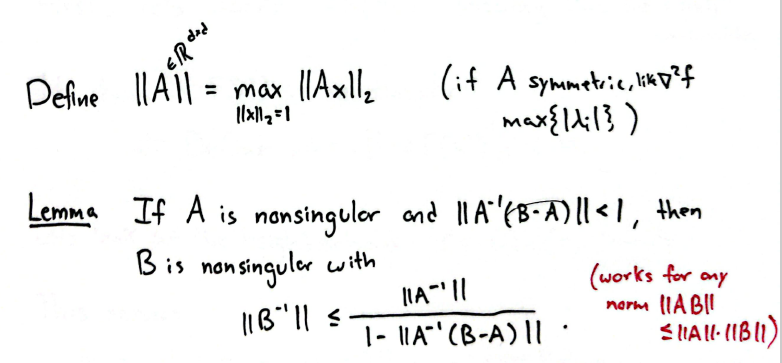 ∈ℝ^{d×d}
Define ||A|| = max_{||x||₂=1} ||Ax||₂ (if A symmetric, like ∇²f
max{|λᵢ|} )
Lemma If A is nonsingular and ||A⁻¹(B-A)|| < 1, then
B is nonsingular with
||B⁻¹|| ≤ ||A⁻¹|| / (1 - ||A⁻¹(B-A)||) .
(works for any
norm ||AB||
≤||A||·||B||)